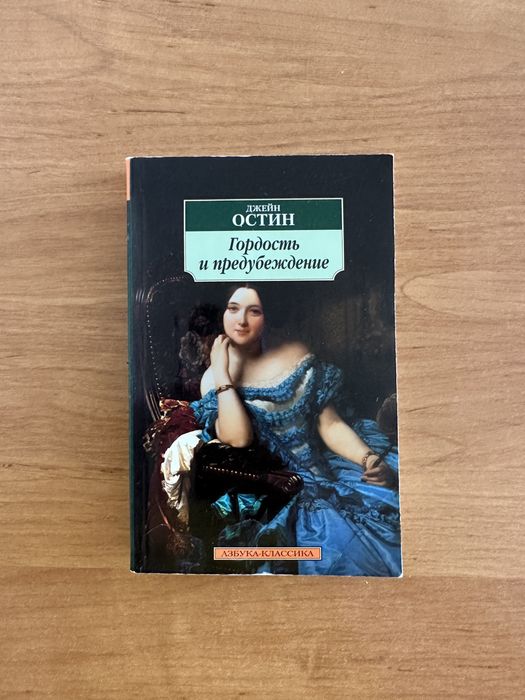 ДЖЕЙН
ОСТИН
Гордость
и предубеждение
АЗБУКА-КЛАССИКА